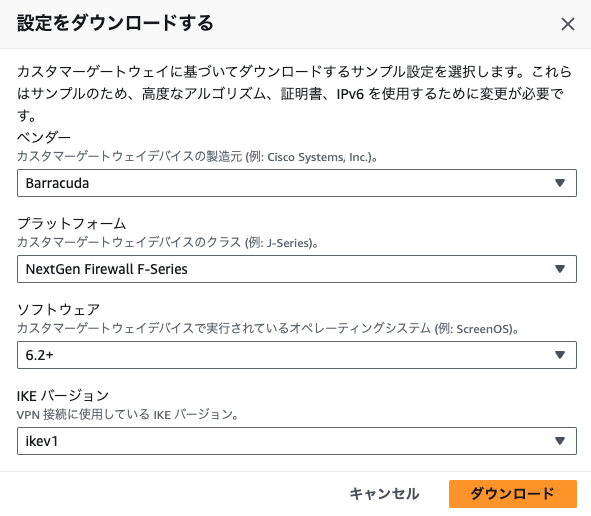 設定をダウンロードする
カスタマーゲートウェイに基づいてダウンロードするサンプル設定を選択します。これら
はサンプルのため、高度なアルゴリズム、証明書、IPv6 を使用するために変更が必要で
す。
ベンダー
カスタマーゲートウェイデバイスの製造元 (例: Cisco Systems, Inc.)。
Barracuda
プラットフォーム
カスタマーゲートウェイデバイスのクラス (例: J-Series)。
NextGen Firewall F-Series
ソフトウェア
カスタマーゲートウェイデバイスで実行されているオペレーティングシステム (例: ScreenOS)。
6.2+
IKE バージョン
VPN 接続に使用している IKE バージョン。
ikev1
キャンセル
ダウンロード